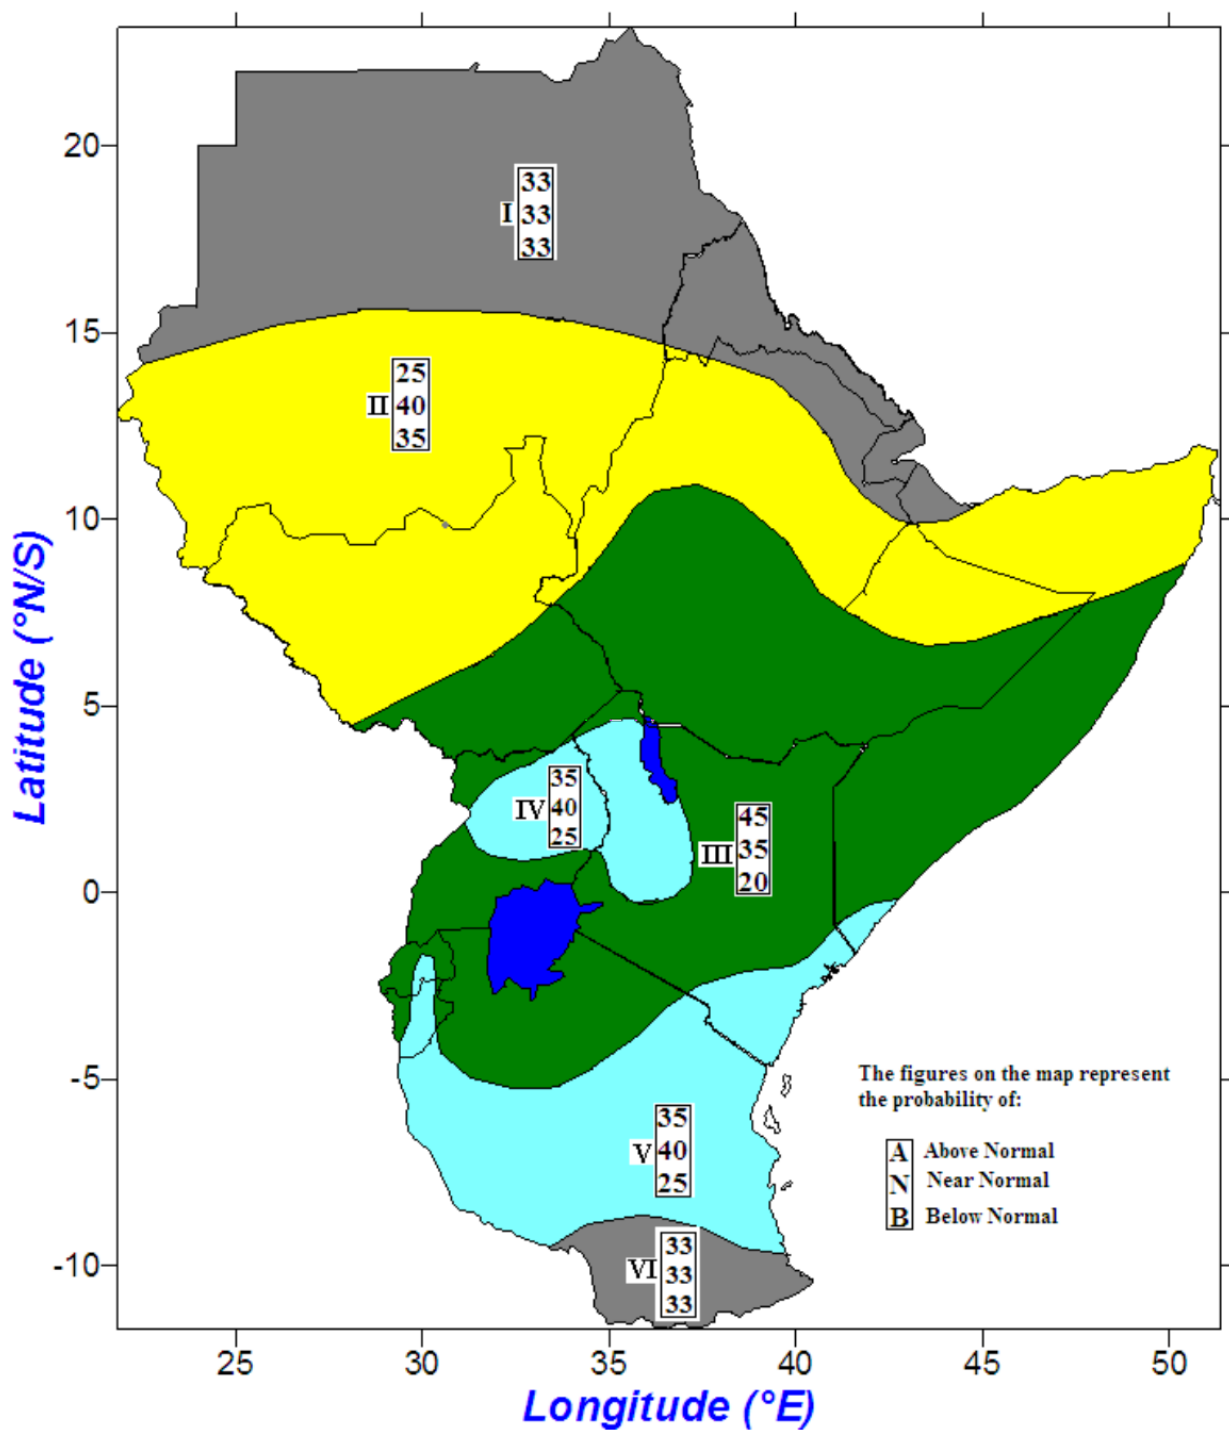 20
15
10
5
0
-5
-10
Latitude (°N/S)
I
33
33
33
II
25
40
35
IV
35
40
25
III
45
35
20
V
35
40
25
VI
33
33
33
The figures on the map represent
the probability of:
A Above Normal
N Near Normal
B Below Normal
25 30 35 40 45 50
Longitude (°E)